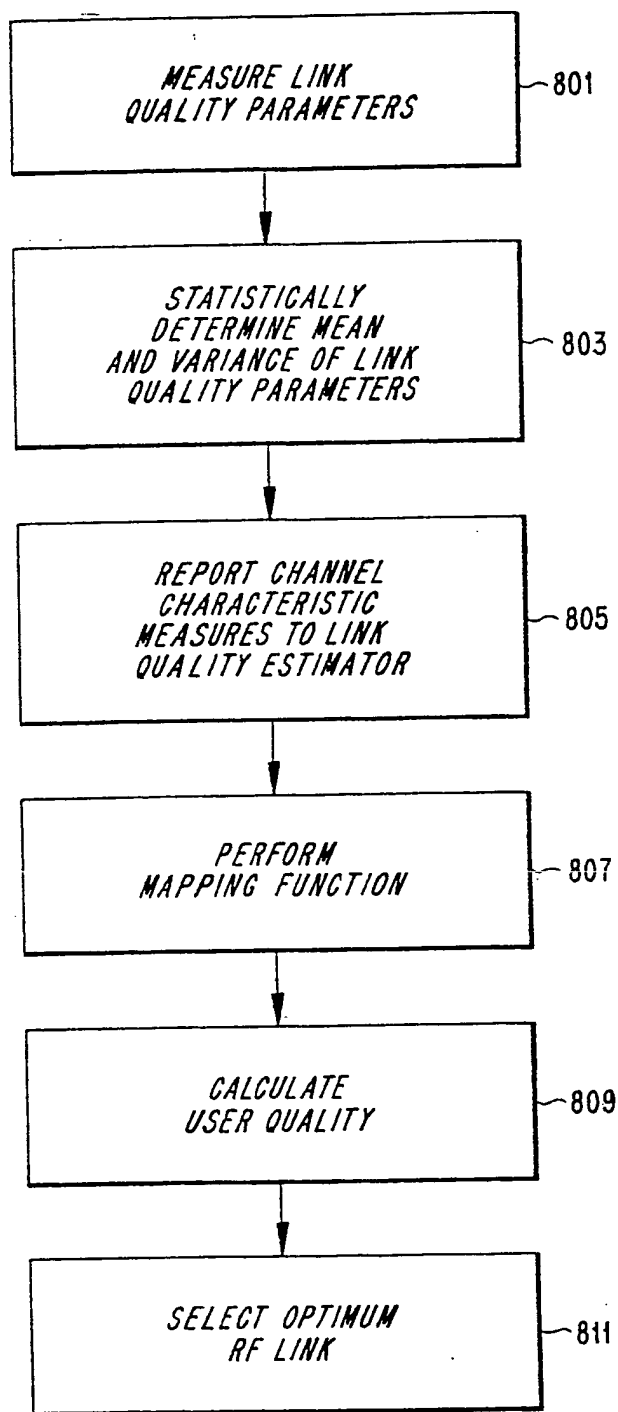 MEASURE LINK
QUALITY PARAMETERS
801
STATISTICALLY
DETERMINE MEAN
AND VARIANCE OF LINK
QUALITY PARAMETERS
803
REPORT CHANNEL
CHARACTERISTIC
MEASURES TO LINK
QUALITY ESTIMATOR
805
PERFORM
MAPPING FUNCTION
807
CALCULATE
USER QUALITY
809
SELECT OPTIMUM
RF LINK
811